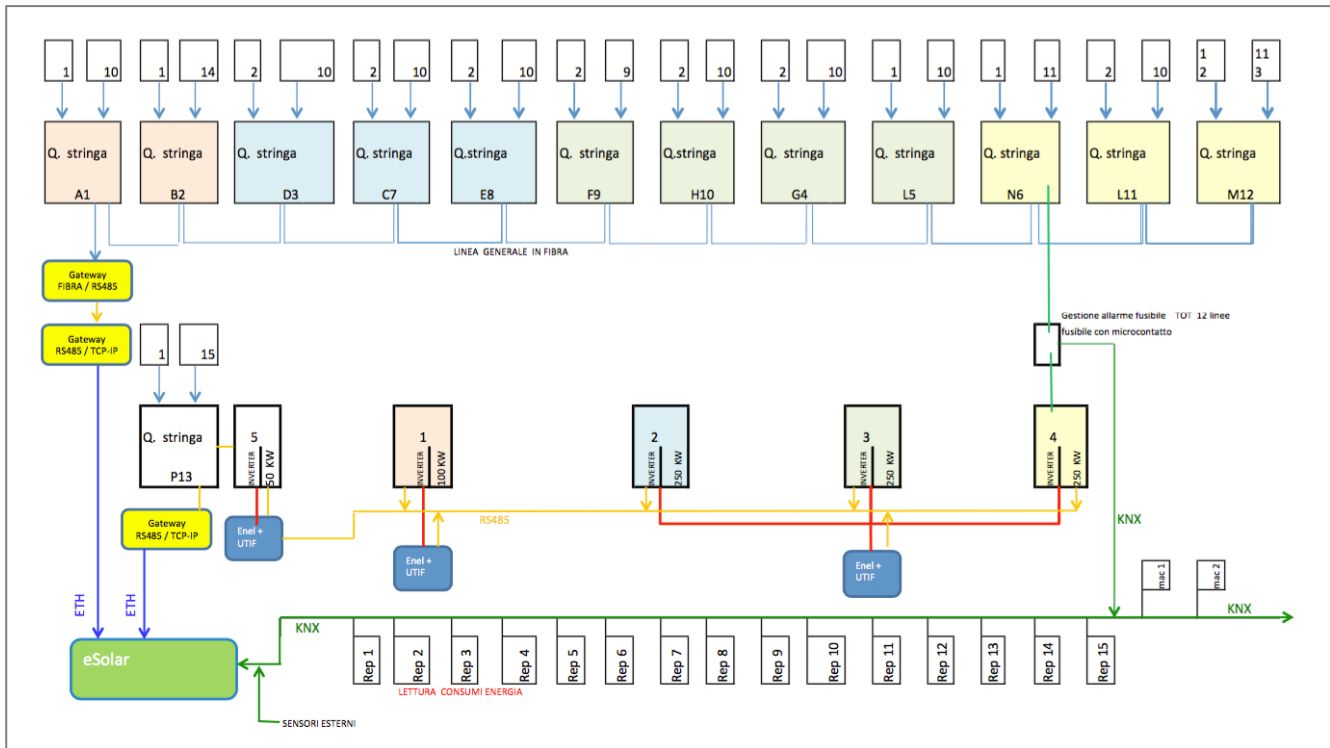 1 10 1 14 2 10 2 10 2 10 2 9 2 10 2 10 1 10 1 11 2 10 1 11
2 3
Q. stringa Q. stringa Q. stringa Q. stringa Q.stringa Q. stringa Q.stringa Q. stringa Q. stringa Q. stringa Q. stringa Q. stringa
A1 B2 D3 C7 E8 F9 H10 G4 L5 N6 L11 M12
LINEA GENERALE IN FIBRA
Gateway
FIBRA / RS485
Gestione allarme fusibile TOT 12 linee
fusibile con microcontatto
Gateway
RS485 / TCP-IP
1 15
Q. stringa
P13
5
INVERTER
50 KW
1
INVERTER
100 KW
2
INVERTER
250 KW
3
INVERTER
250 KW
4
INVERTER
250 KW
Gateway
RS485 / TCP-IP
Enel +
UTIF
RS485
Enel +
UTIF
Enel +
UTIF
KNX
mac 1
mac 2
ETH
ETH
KNX
KNX
eSolar
Rep 1
Rep 2
Rep 3
Rep 4
Rep 5
Rep 6
Rep 7
Rep 8
Rep 9
Rep 10
Rep 11
Rep 12
Rep 13
Rep 14
Rep 15
LETTURA CONSUMI ENERGIA
SENSORI ESTERNI